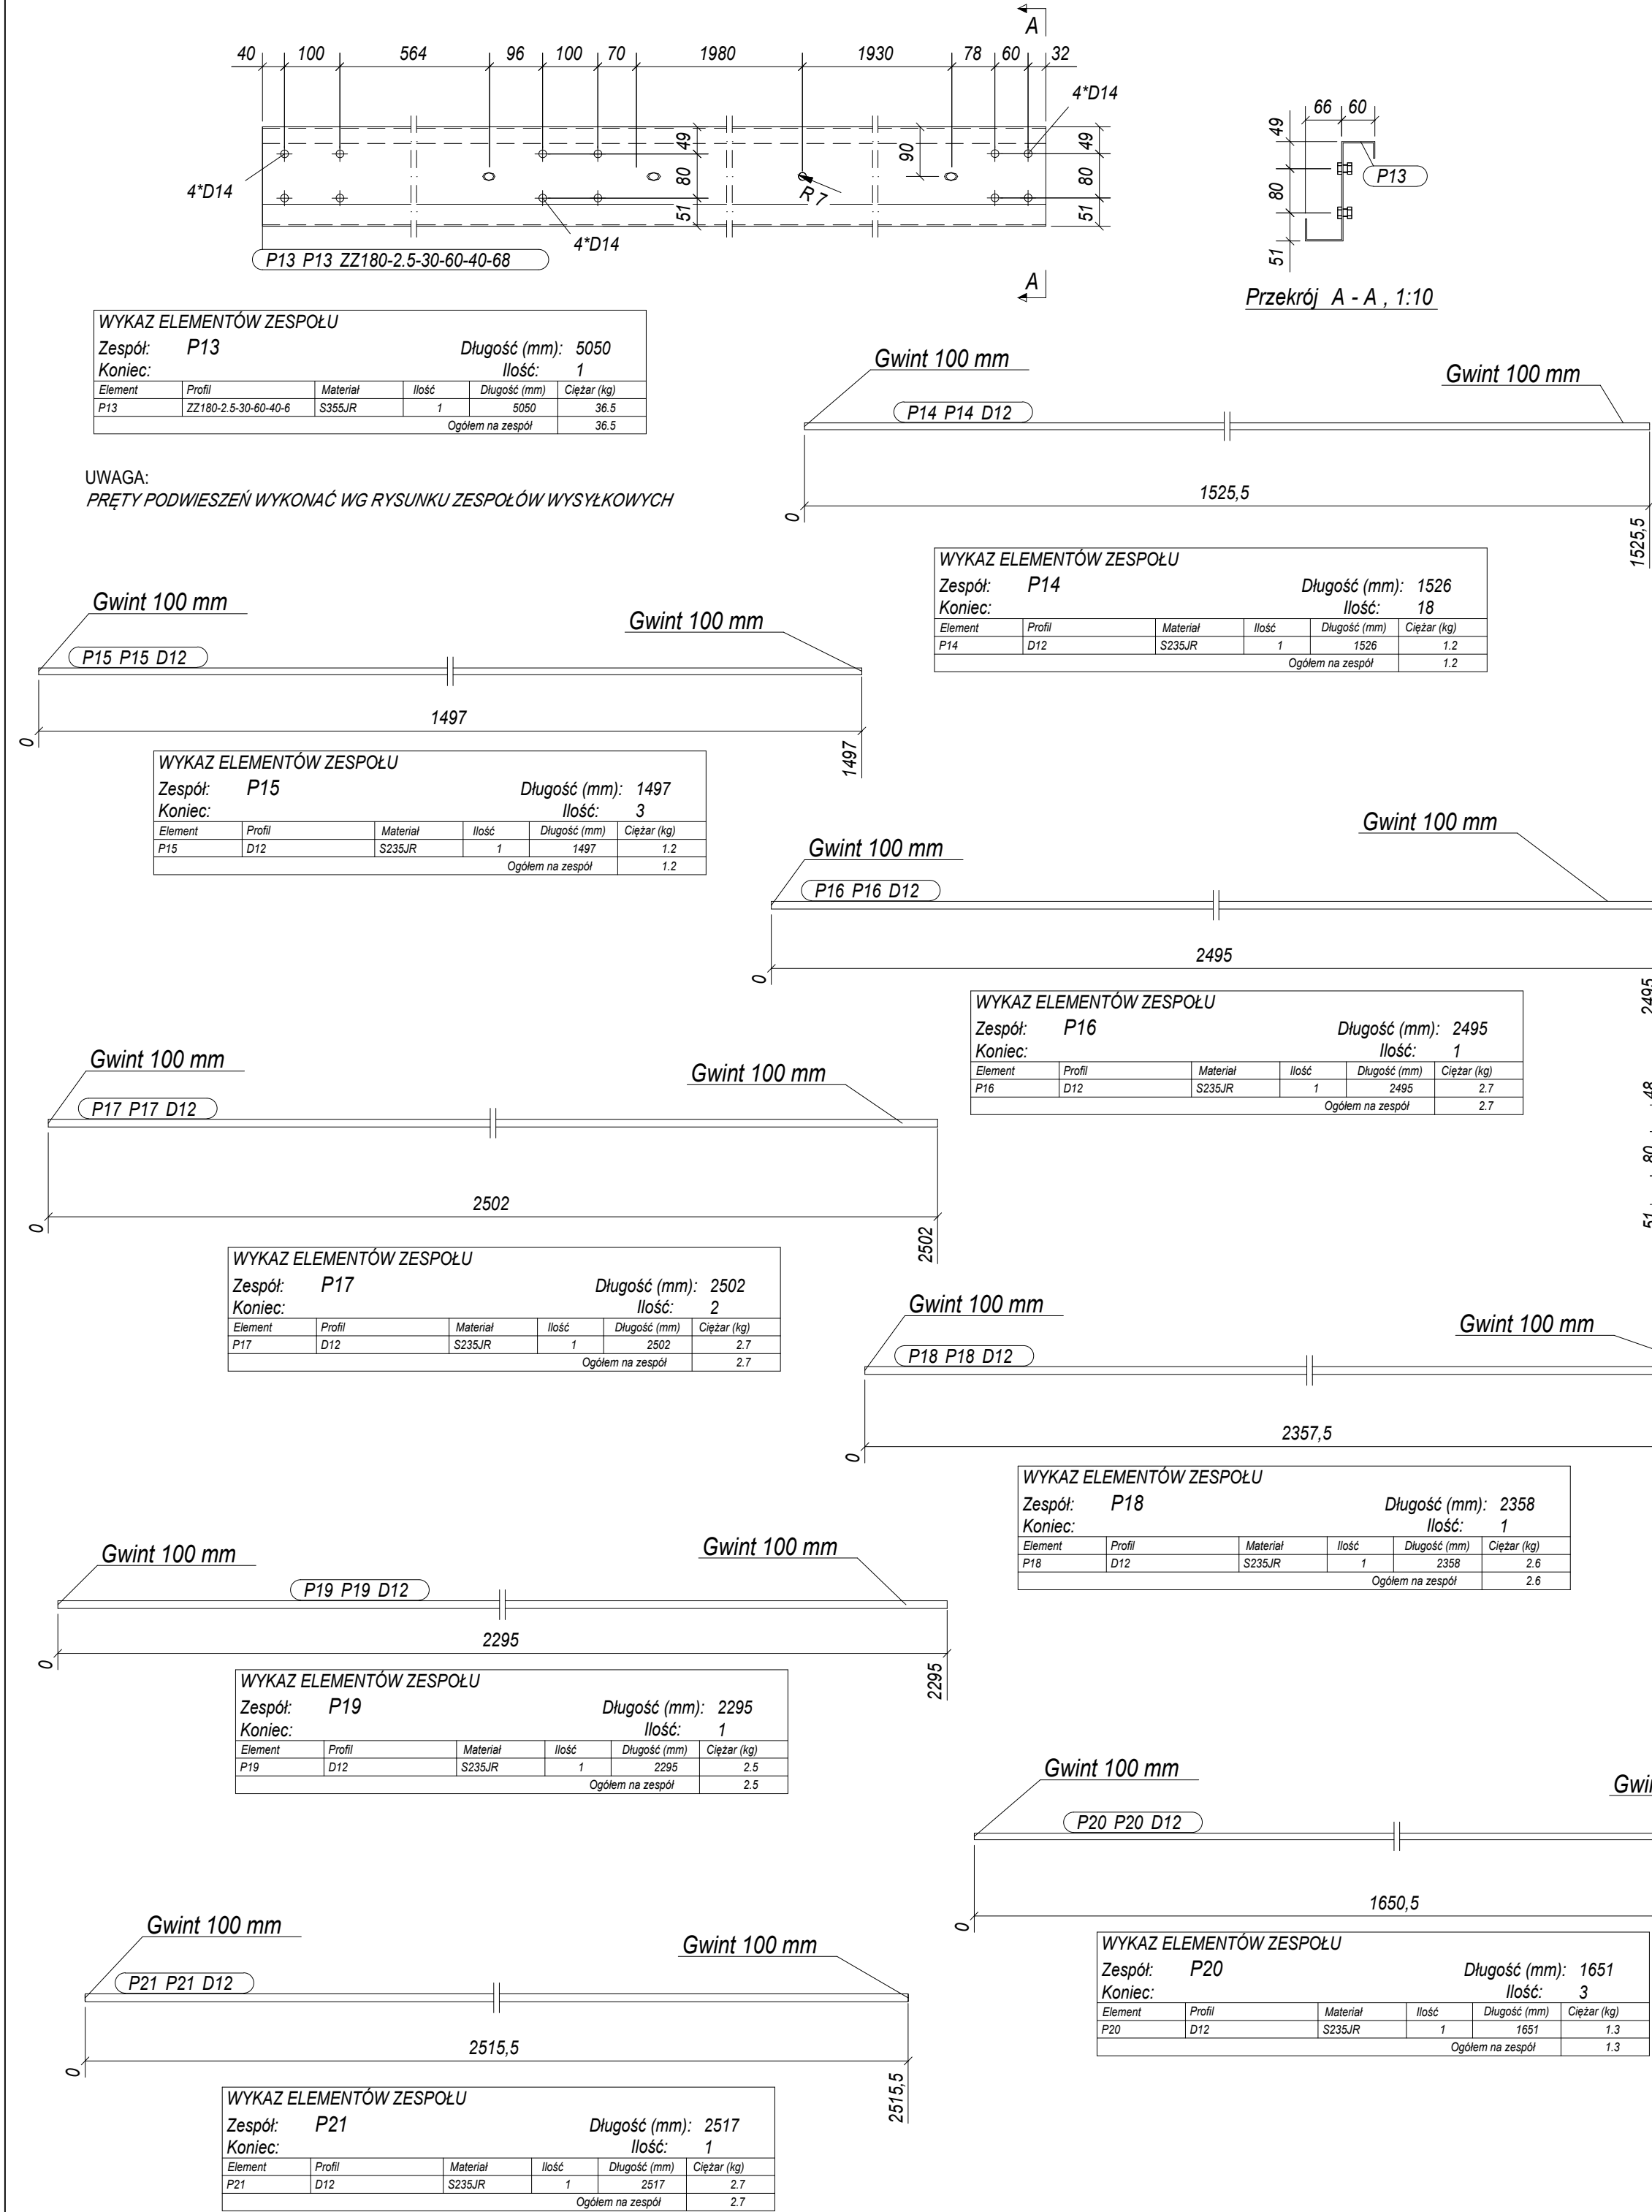 A
40 100 564 96 100 70 1980 1930 78 60 32
4*D14
4*D14
4*D14
49
80
51
90
R7
49
80
51
P13 P13 ZZ180-2.5-30-60-40-68
A
66 60
49
80
51
P13
Przekrój A - A , 1:10
WYKAZ ELEMENTÓW ZESPOŁU
Zespół: P13 Długość (mm): 5050
Koniec: Ilość: 1
Element Profil Materiał Ilość Długość (mm) Ciężar (kg)
P13 ZZ180-2.5-30-60-40-6 S355JR 1 5050 36.5
Ogółem na zespół 36.5
UWAGA:
PRĘTY PODWIESZEŃ WYKONAĆ WG RYSUNKU ZESPOŁÓW WYSYŁKOWYCH
Gwint 100 mm
Gwint 100 mm
P14 P14 D12
1525,5
0
1525,5
WYKAZ ELEMENTÓW ZESPOŁU
Zespół: P14 Długość (mm): 1526
Koniec: Ilość: 18
Element Profil Materiał Ilość Długość (mm) Ciężar (kg)
P14 D12 S235JR 1 1526 1.2
Ogółem na zespół 1.2
Gwint 100 mm
Gwint 100 mm
P15 P15 D12
1497
0
1497
WYKAZ ELEMENTÓW ZESPOŁU
Zespół: P15 Długość (mm): 1497
Koniec: Ilość: 3
Element Profil Materiał Ilość Długość (mm) Ciężar (kg)
P15 D12 S235JR 1 1497 1.2
Ogółem na zespół 1.2
Gwint 100 mm
Gwint 100 mm
P16 P16 D12
2495
0
2495
WYKAZ ELEMENTÓW ZESPOŁU
Zespół: P16 Długość (mm): 2495
Koniec: Ilość: 1
Element Profil Materiał Ilość Długość (mm) Ciężar (kg)
P16 D12 S235JR 1 2495 2.7
Ogółem na zespół 2.7
48
80
51
Gwint 100 mm
Gwint 100 mm
P17 P17 D12
2502
0
2502
WYKAZ ELEMENTÓW ZESPOŁU
Zespół: P17 Długość (mm): 2502
Koniec: Ilość: 2
Element Profil Materiał Ilość Długość (mm) Ciężar (kg)
P17 D12 S235JR 1 2502 2.7
Ogółem na zespół 2.7
Gwint 100 mm
Gwint 100 mm
P18 P18 D12
2357,5
0
WYKAZ ELEMENTÓW ZESPOŁU
Zespół: P18 Długość (mm): 2358
Koniec: Ilość: 1
Element Profil Materiał Ilość Długość (mm) Ciężar (kg)
P18 D12 S235JR 1 2358 2.6
Ogółem na zespół 2.6
Gwint 100 mm
Gwint 100 mm
P19 P19 D12
2295
0
2295
WYKAZ ELEMENTÓW ZESPOŁU
Zespół: P19 Długość (mm): 2295
Koniec: Ilość: 1
Element Profil Materiał Ilość Długość (mm) Ciężar (kg)
P19 D12 S235JR 1 2295 2.5
Ogółem na zespół 2.5
Gwint 100 mm
P20 P20 D12
1650,5
0
WYKAZ ELEMENTÓW ZESPOŁU
Zespół: P20 Długość (mm): 1651
Koniec: Ilość: 3
Element Profil Materiał Ilość Długość (mm) Ciężar (kg)
P20 D12 S235JR 1 1651 1.3
Ogółem na zespół 1.3
Gwint 100 mm
Gwint 100 mm
P21 P21 D12
2515,5
0
2515,5
WYKAZ ELEMENTÓW ZESPOŁU
Zespół: P21 Długość (mm): 2517
Koniec: Ilość: 1
Element Profil Materiał Ilość Długość (mm) Ciężar (kg)
P21 D12 S235JR 1 2517 2.7
Ogółem na zespół 2.7